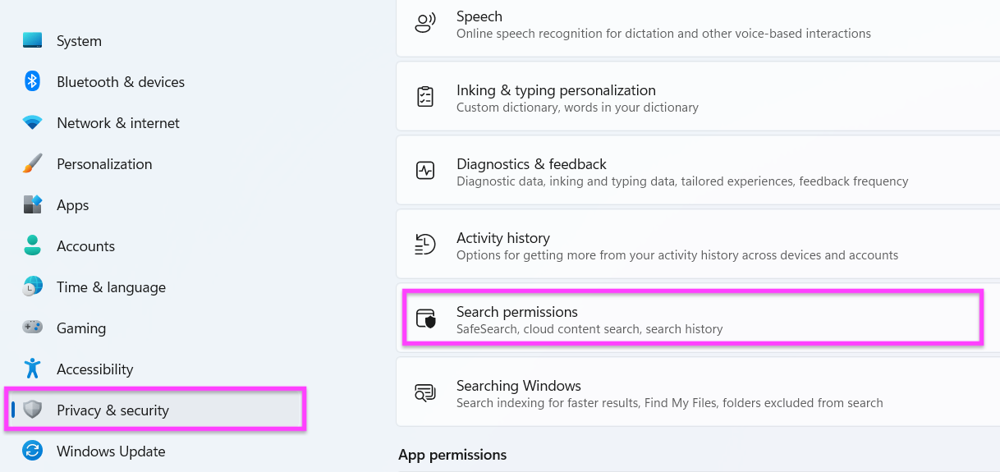 System
Bluetooth & devices
Network & internet
Personalization
Apps
Accounts
Time & language
Gaming
Accessibility
Privacy & security
Windows Update
Speech
Online speech recognition for dictation and other voice-based interactions
Inking & typing personalization
Custom dictionary, words in your dictionary
Diagnostics & feedback
Diagnostic data, inking and typing data, tailored experiences, feedback frequency
Activity history
Options for getting more from your activity history across devices and accounts
Search permissions
SafeSearch, cloud content search, search history
Searching Windows
Search indexing for faster results, Find My Files, folders excluded from search
App permissions